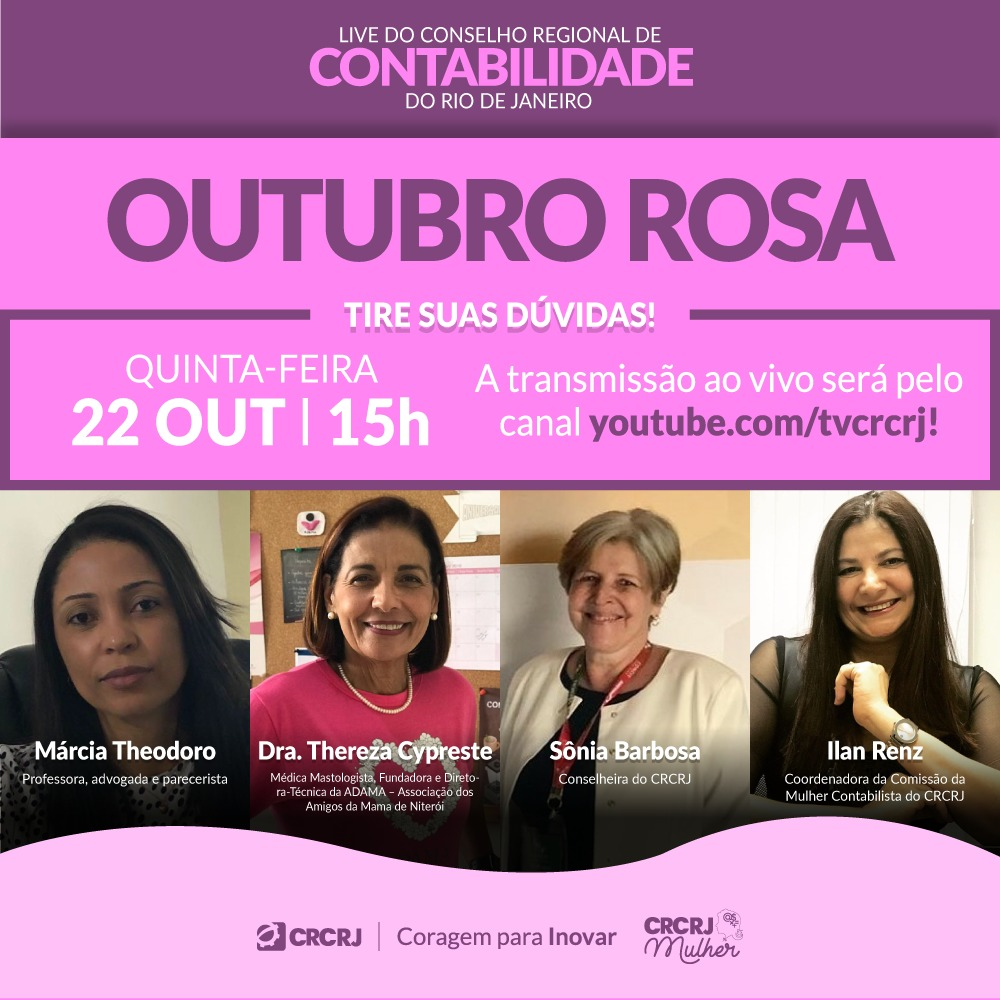 LIVE DO CONSELHO REGIONAL DE
CONTABILIDADE
DO RIO DE JANEIRO
OUTUBRO ROSA
TIRE SUAS DÚVIDAS!
QUINTA-FEIRA
22 OUT | 15h
A transmissão ao vivo será pelo
canal youtube.com/tvcrcrj!
Márcia Theodoro
Professora, advogada e parecerista
Dra. Thereza Cypreste
Médica Mastologista, Fundadora e Direto-
ra-Técnica da ADAMA – Associação dos
Amigos da Mama de Niterói
Sônia Barbosa
Conselheira do CRCRJ
Ilan Renz
Coordenadora da Comissão da
Mulher Contabilista do CRCRJ
CRCRJ | Coragem para Inovar
CRCRJ
Mulher